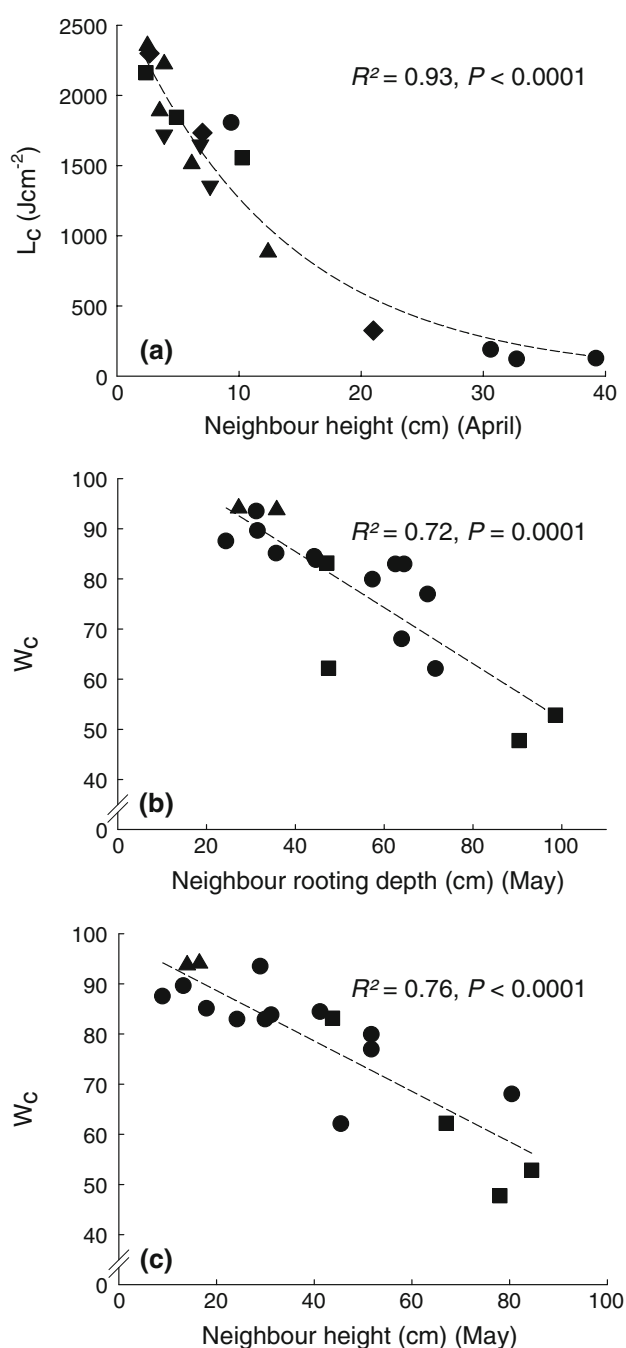 2500
2000
1500
1000
500
0
L_C (Jcm⁻²)
R² = 0.93, P < 0.0001
(a)
0 10 20 30 40
Neighbour height (cm) (April)
100
90
80
70
60
50
40
0
W_C
R² = 0.72, P = 0.0001
(b)
0 20 40 60 80 100
Neighbour rooting depth (cm) (May)
100
90
80
70
60
50
40
0
W_C
R² = 0.76, P < 0.0001
(c)
0 20 40 60 80 100
Neighbour height (cm) (May)